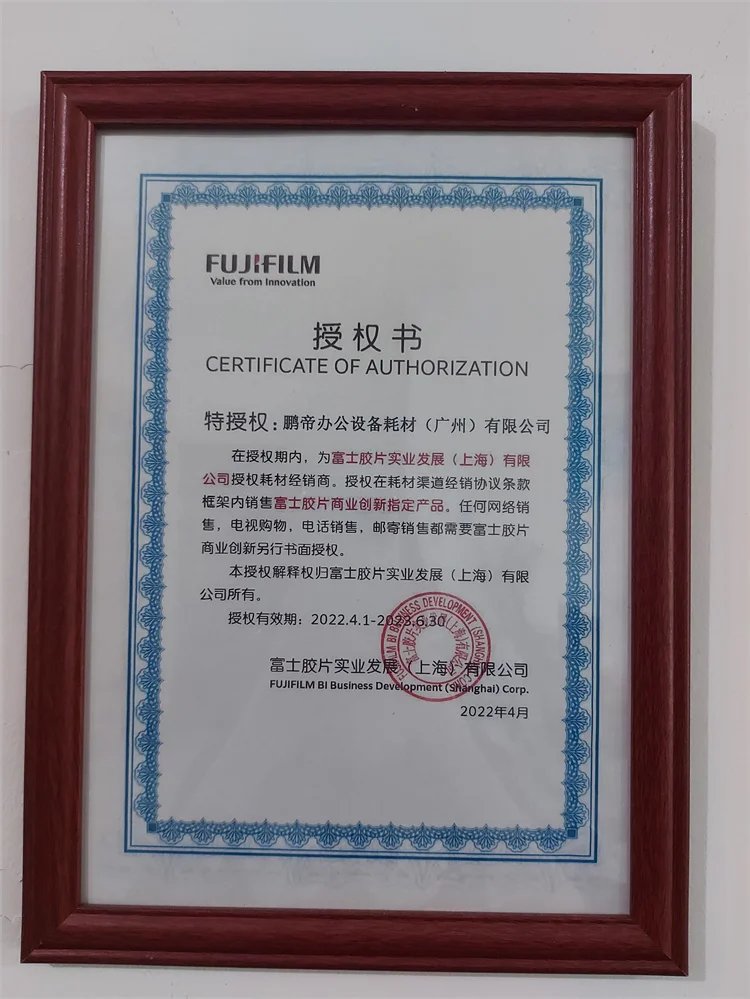 FUJIFILM
Value from Innovation
授权书
CERTIFICATE OF AUTHORIZATION
特授权：鹏帝办公设备耗材（广州）有限公司
在授权期内，为富士胶片实业发展（上海）有限
公司授权耗材经销商。授权在耗材渠道经销协议条款
框架内销售富士胶片商业创新指定产品。任何网络销
售，电视购物，电话销售，邮寄销售都需要富士胶片
商业创新另行书面授权。
本授权解释权归富士胶片实业发展（上海）有限
公司所有。
授权有效期：2022.4.1-2023.6.30
富士胶片实业发展（上海）有限公司
FUJIFILM BI Business Development (Shanghai) Corp.
2022年4月
FUJIFILM BI BUSINESS DEVELOPMENT (SHANGHAI)